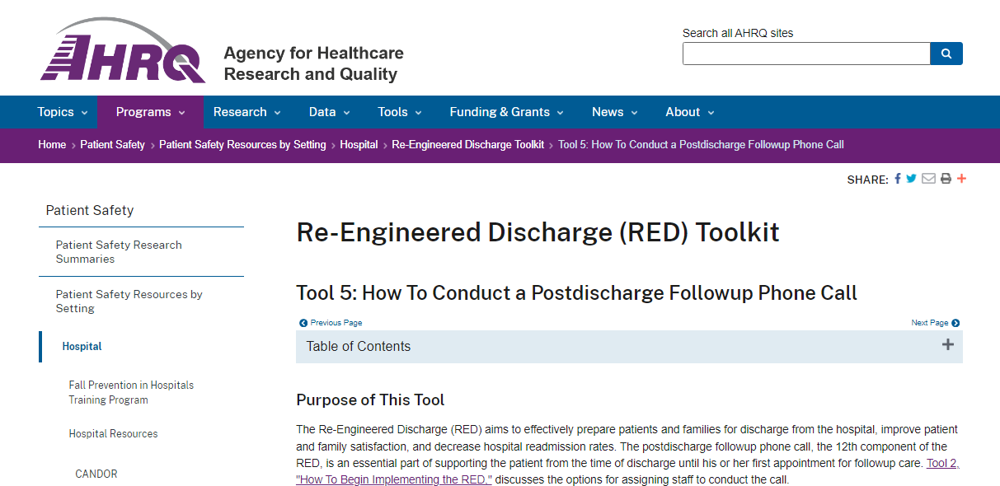 AHRQ
Agency for Healthcare
Research and Quality
Search all AHRQ sites
Topics Programs Research Data Tools Funding & Grants News About
Home › Patient Safety › Patient Safety Resources by Setting › Hospital › Re-Engineered Discharge Toolkit › Tool 5: How To Conduct a Postdischarge Followup Phone Call
SHARE:
Patient Safety
Patient Safety Research
Summaries
Patient Safety Resources by
Setting
Hospital
Fall Prevention in Hospitals
Training Program
Hospital Resources
CANDOR
Re-Engineered Discharge (RED) Toolkit
Tool 5: How To Conduct a Postdischarge Followup Phone Call
Previous Page Next Page
Table of Contents +
Purpose of This Tool
The Re-Engineered Discharge (RED) aims to effectively prepare patients and families for discharge from the hospital, improve patient
and family satisfaction, and decrease hospital readmission rates. The postdischarge followup phone call, the 12th component of the
RED, is an essential part of supporting the patient from the time of discharge until his or her first appointment for followup care. Tool 2,
"How To Begin Implementing the RED," discusses the options for assigning staff to conduct the call.